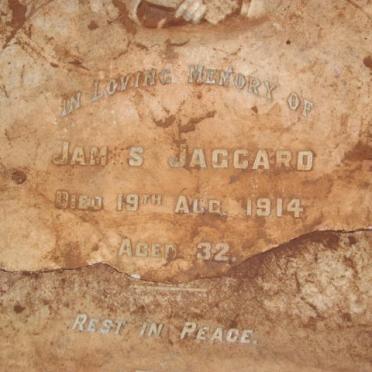 IN LOVING MEMORY OF
JAM S JAGGARD
DIED 19TH AUG. 1914
AGED 32.
REST IN PEACE.